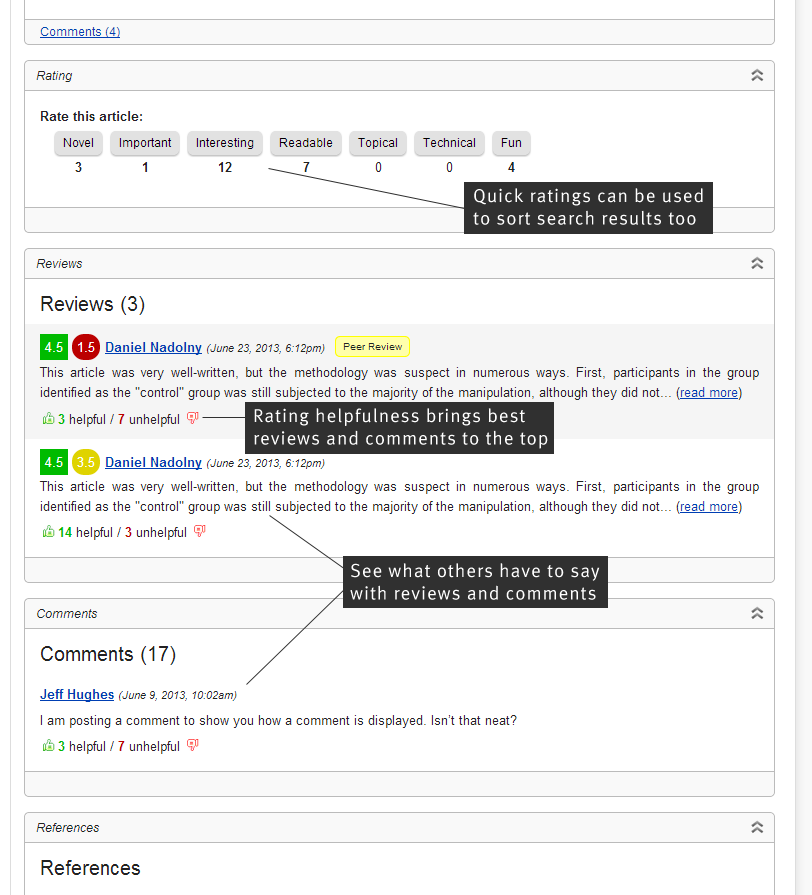 Comments (4)
Rating
Rate this article:
Novel Important Interesting Readable Topical Technical Fun
3 1 12 7 0 0 4
Quick ratings can be used
to sort search results too
Reviews
Reviews (3)
4.5 1.5 Daniel Nadolny (June 23, 2013, 6:12pm) Peer Review
This article was very well-written, but the methodology was suspect in numerous ways. First, participants in the group
identified as the "control" group was still subjected to the majority of the manipulation, although they did not... (read more)
3 helpful / 7 unhelpful
Rating helpfulness brings best
reviews and comments to the top
4.5 3.5 Daniel Nadolny (June 23, 2013, 6:12pm)
This article was very well-written, but the methodology was suspect in numerous ways. First, participants in the group
identified as the "control" group was still subjected to the majority of the manipulation, although they did not... (read more)
14 helpful / 3 unhelpful
See what others have to say
with reviews and comments
Comments
Comments (17)
Jeff Hughes (June 9, 2013, 10:02am)
I am posting a comment to show you how a comment is displayed. Isn't that neat?
3 helpful / 7 unhelpful
References
References